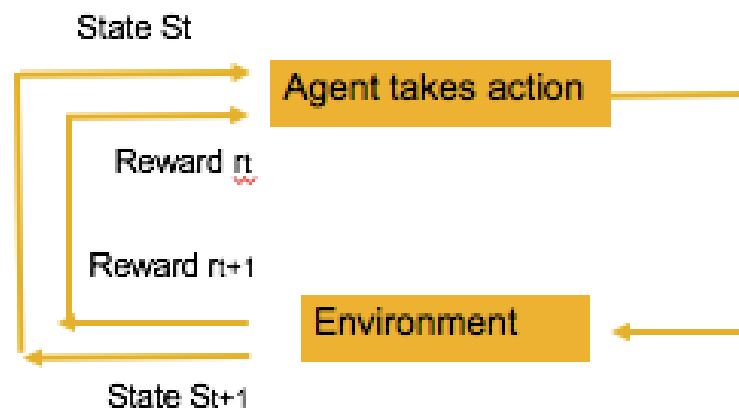 State St
Agent takes action
Reward rt
Reward rt+1
Environment
State St+1